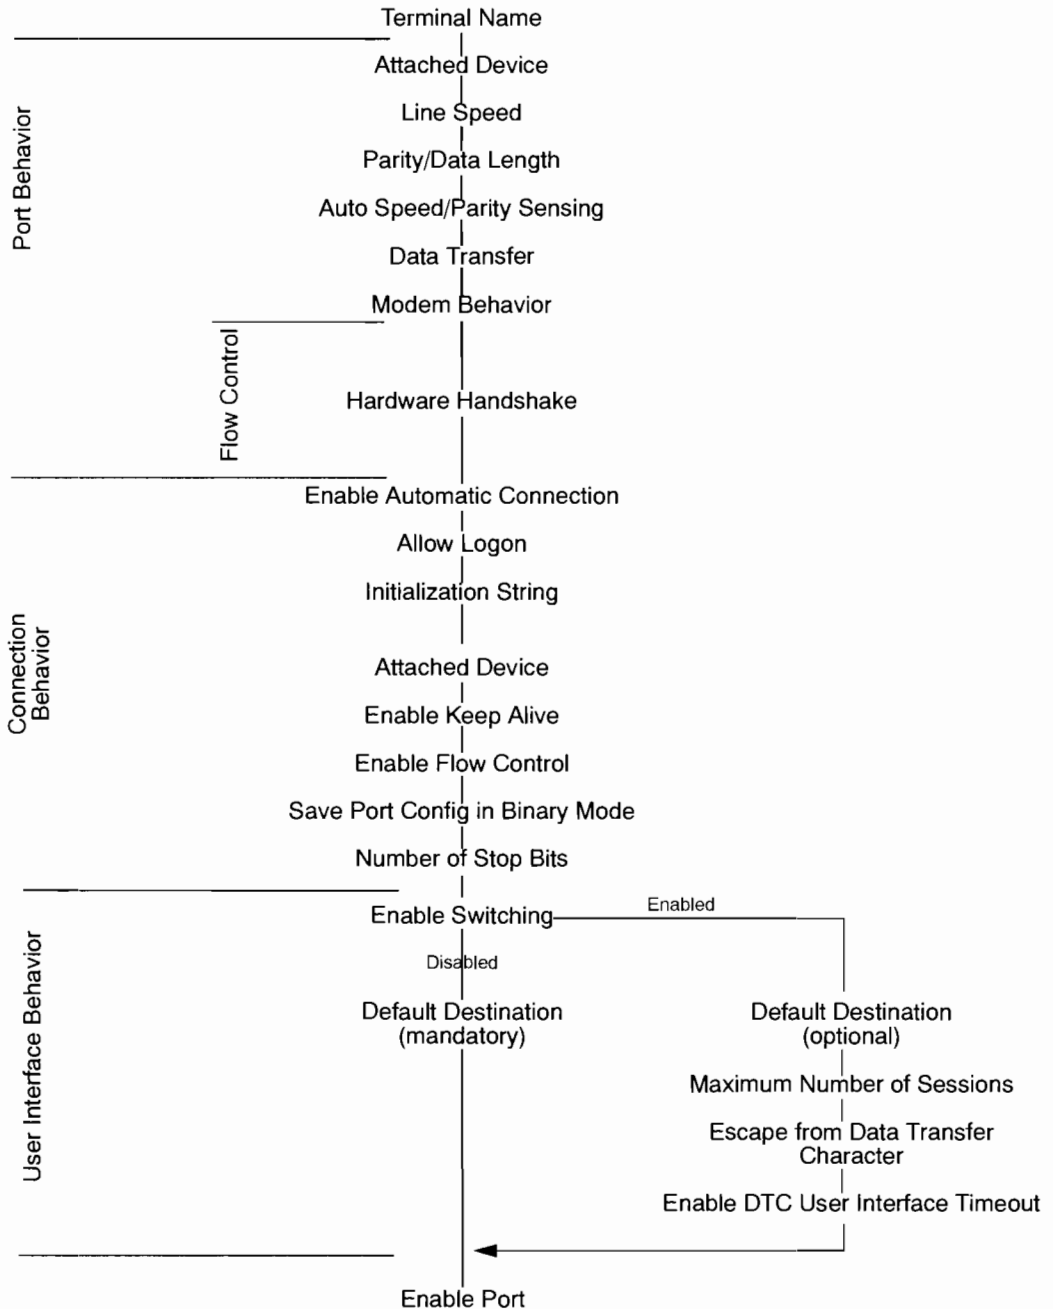 Terminal Name
Port Behavior
Attached Device
Line Speed
Parity/Data Length
Auto Speed/Parity Sensing
Data Transfer
Modem Behavior
Flow Control
Hardware Handshake
Connection
Behavior
Enable Automatic Connection
Allow Logon
Initialization String
Attached Device
Enable Keep Alive
Enable Flow Control
Save Port Config in Binary Mode
Number of Stop Bits
User Interface Behavior
Enable Switching
Enabled
Disabled
Default Destination
(mandatory)
Default Destination
(optional)
Maximum Number of Sessions
Escape from Data Transfer
Character
Enable DTC User Interface Timeout
Enable Port